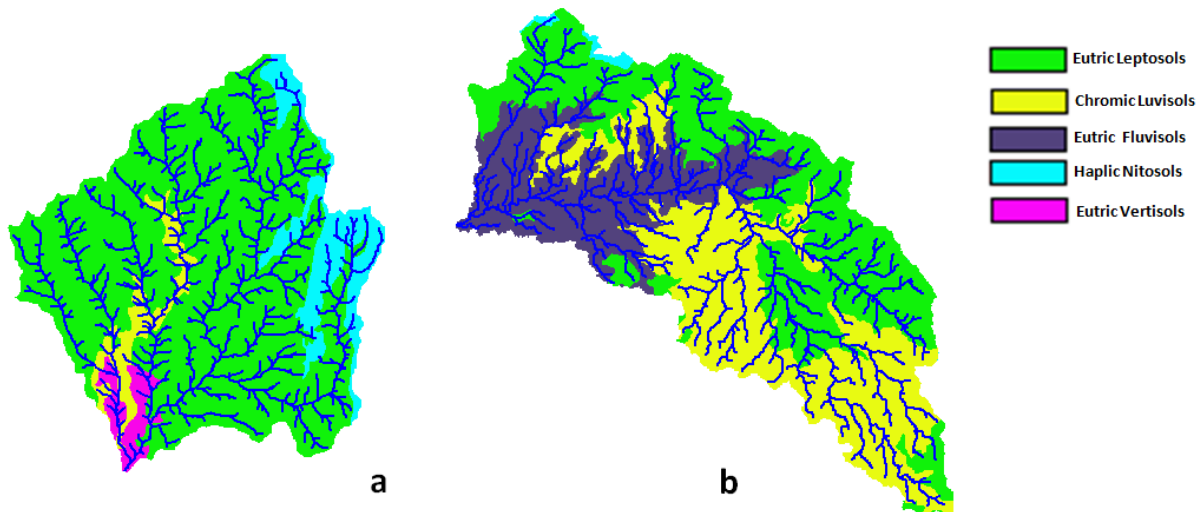 Eutric Leptosols
Chromic Luvisols
Eutric Fluvisols
Haplic Nitosols
Eutric Vertisols
a
b